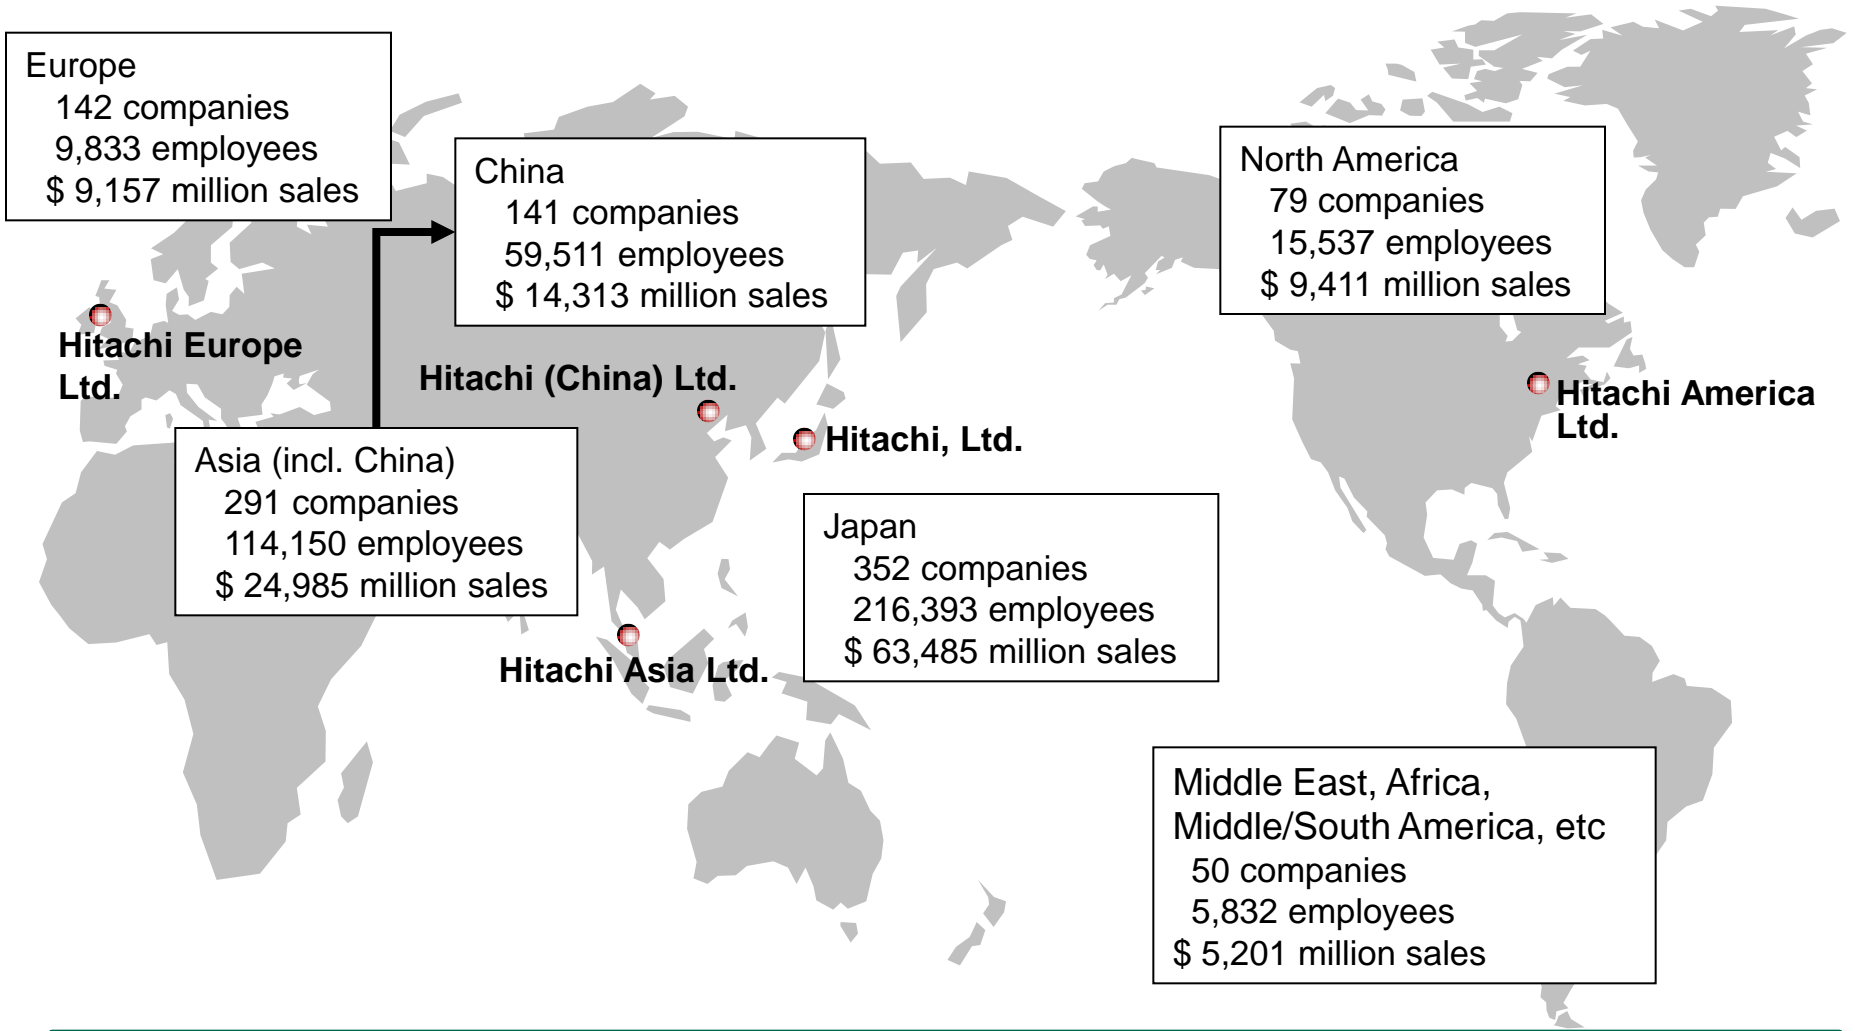 Europe
142 companies
9,833 employees
$ 9,157 million sales
China
141 companies
59,511 employees
$ 14,313 million sales
North America
79 companies
15,537 employees
$ 9,411 million sales
Hitachi Europe
Ltd.
Hitachi (China) Ltd.
Hitachi, Ltd.
Hitachi America
Ltd.
Asia (incl. China)
291 companies
114,150 employees
$ 24,985 million sales
Japan
352 companies
216,393 employees
$ 63,485 million sales
Hitachi Asia Ltd.
Middle East, Africa,
Middle/South America, etc
50 companies
5,832 employees
$ 5,201 million sales